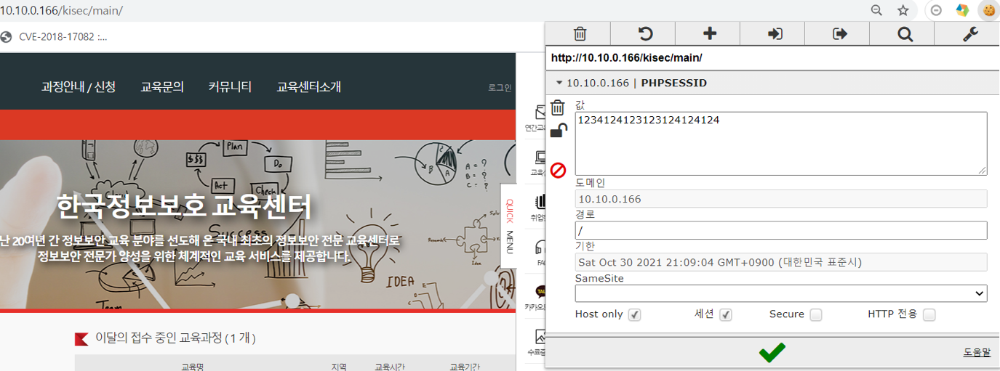 10.10.0.166/kisec/main/
CVE-2018-17082 :...
과정안내 / 신청 교육문의 커뮤니티 교육센터소개 로그인
한국정보보호 교육센터
난 20여년 간 정보보안 교육 분야를 선도해 온 국내 최초의 정보보안 전문 교육센터로
정보보안 전문가 양성을 위한 체계적인 교육 서비스를 제공합니다.
$$$
Plan
Do
Act
Check
Cloud
Success
Team
IDEA
A = ?
B = ?
C = ?
A
B
Idea
QUICK MENU
연간교육
교육신
취업
FAQ
TALK
카카오
수료증
이달의 접수 중인 교육과정 ( 1 개 )
교육명 지역 교육시간 교육기간
http://10.10.0.166/kisec/main/
10.10.0.166 | PHPSESSID
값
1234124123123124124124
도메인
10.10.0.166
경로
/
기한
Sat Oct 30 2021 21:09:04 GMT+0900 (대한민국 표준시)
SameSite
Host only 세션 Secure HTTP 전용
도움말